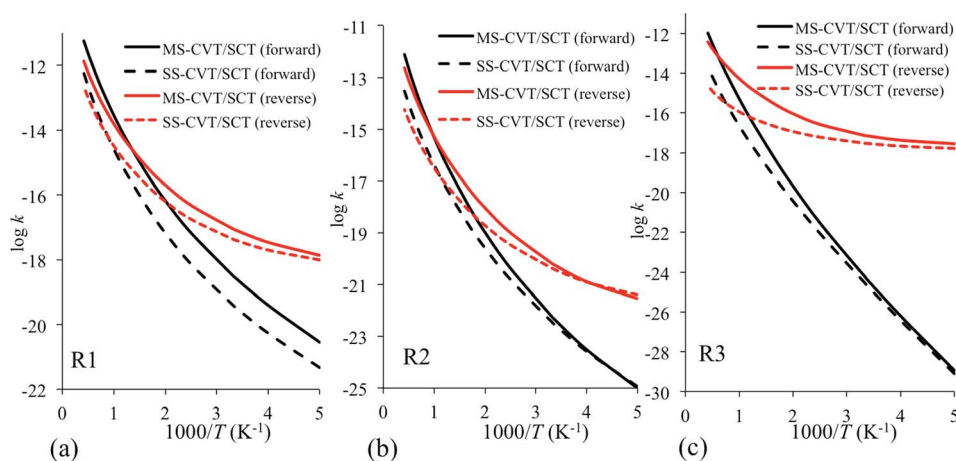 MS-CVT/SCT (forward)
SS-CVT/SCT (forward)
MS-CVT/SCT (reverse)
SS-CVT/SCT (reverse)
-12
-14
-16
-18
-20
-22
log k
R1
0 1 2 3 4 5
1000/T (K⁻¹)
(a)
-11
-13
-15
-17
-19
-21
-23
-25
log k
MS-CVT/SCT (forward)
SS-CVT/SCT (forward)
MS-CVT/SCT (reverse)
SS-CVT/SCT (reverse)
R2
0 1 2 3 4 5
1000/T (K⁻¹)
(b)
-12
-14
-16
-18
-20
-22
-24
-26
-28
-30
log k
MS-CVT/SCT (forward)
SS-CVT/SCT (forward)
MS-CVT/SCT (reverse)
SS-CVT/SCT (reverse)
R3
0 1 2 3 4 5
1000/T (K⁻¹)
(c)